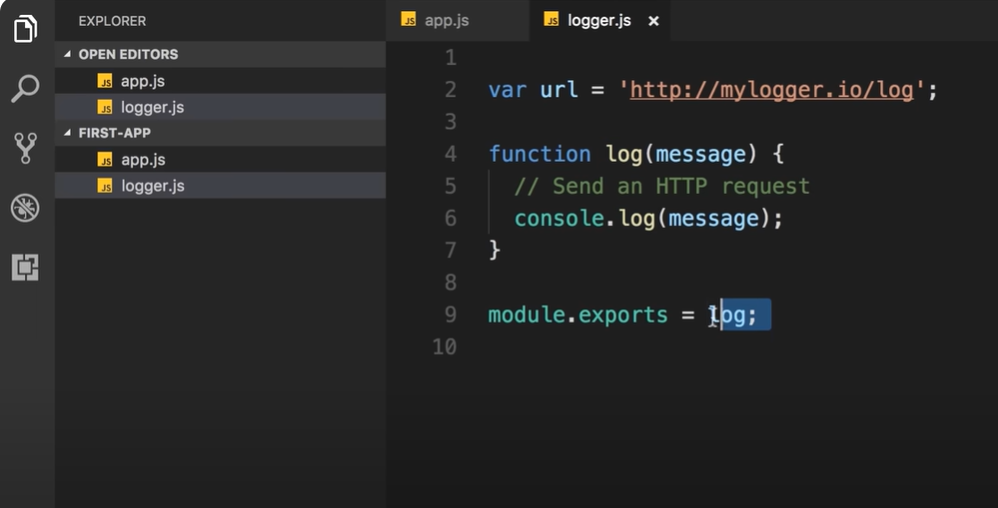 EXPLORER
OPEN EDITORS
JS app.js
JS logger.js
FIRST-APP
JS app.js
JS logger.js
JS app.js JS logger.js ×
1
2 var url = 'http://mylogger.io/log';
3
4 function log(message) {
5 // Send an HTTP request
6 console.log(message);
7 }
8
9 module.exports = log;
10